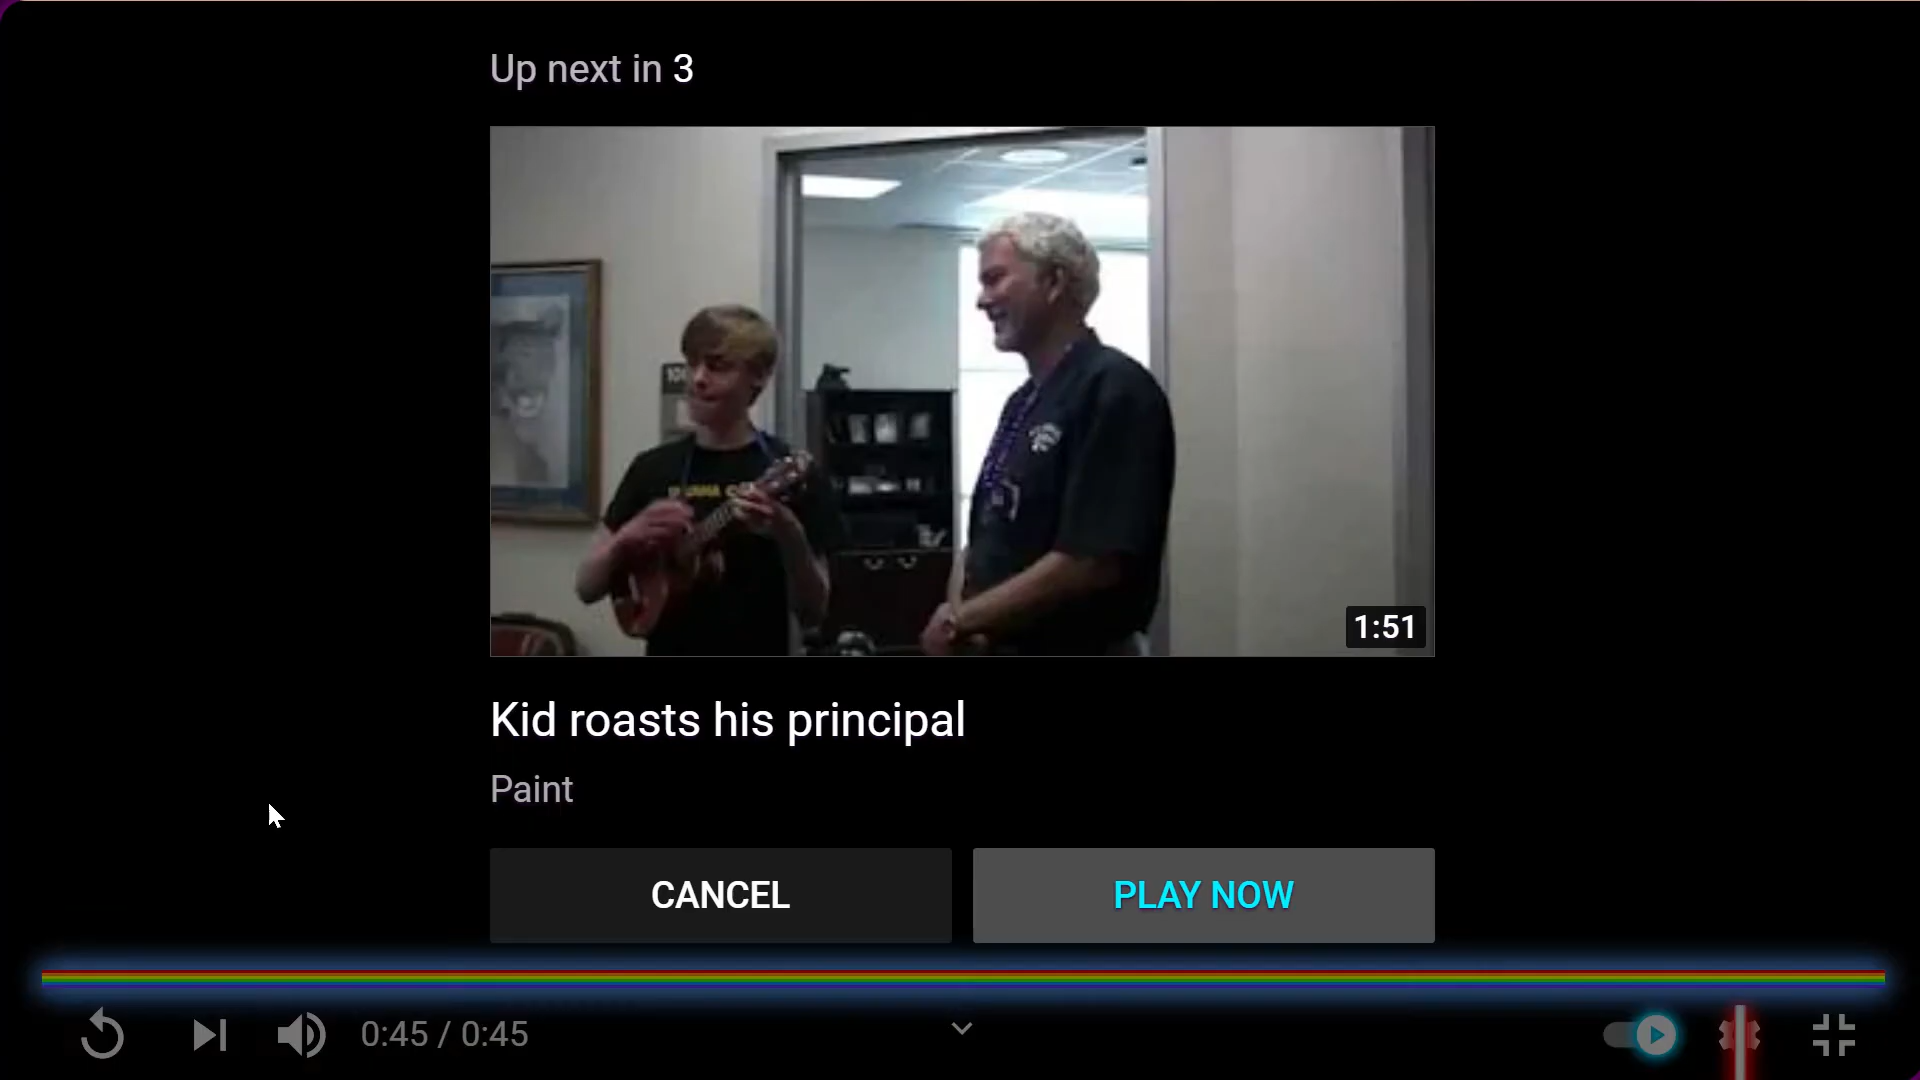 Up next in 3
1:51
Kid roasts his principal
Paint
CANCEL
PLAY NOW
0:45 / 0:45